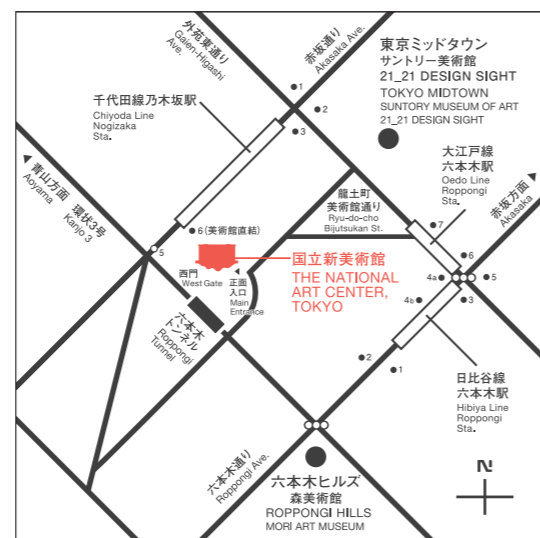 外苑東通り
Gaien-Higashi
Ave.
赤坂通り
Akasaka Ave.
東京ミッドタウン
サントリー美術館
21_21 DESIGN SIGHT
TOKYO MIDTOWN
SUNTORY MUSEUM OF ART
21_21 DESIGN SIGHT
千代田線乃木坂駅
Chiyoda Line
Nogizaka
Sta.
1
2
3
大江戸線
六本木駅
Oedo Line
Roppongi
Sta.
青山方面
Aoyama
環状3号
Kanjo 3
龍土町
美術館通り
Ryu-do-cho
Bijutsukan St.
赤坂方面
Akasaka
7
6(美術館直結)
5
国立新美術館
THE NATIONAL
ART CENTER,
TOKYO
西門
West Gate
正面
入口
Main
Entrance
6
4a
5
4b
3
六本木
トンネル
Roppongi
Tunnel
2
1
日比谷線
六本木駅
Hibiya Line
Roppongi
Sta.
六本木通り
Roppongi Ave.
六本木ヒルズ
森美術館
ROPPONGI HILLS
MORI ART MUSEUM
N